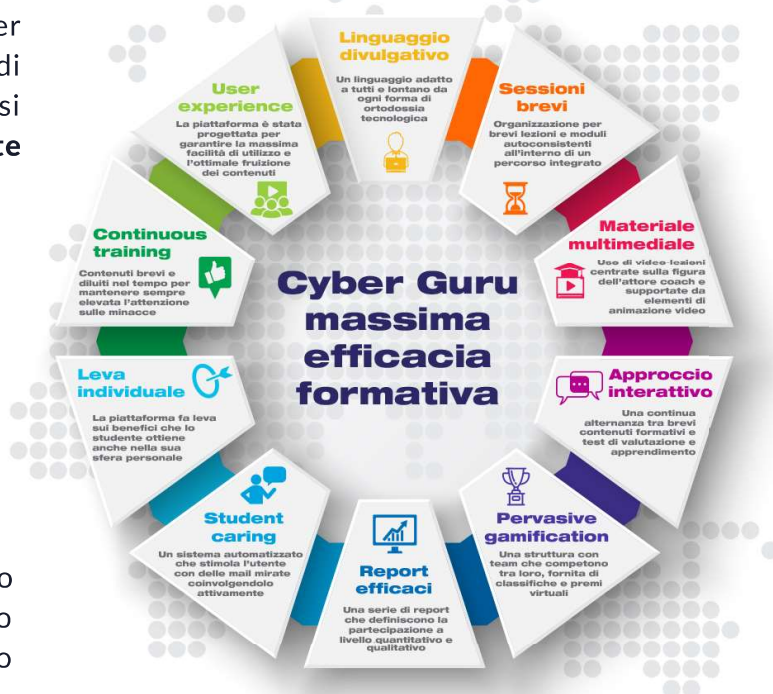 er
di
si
te
Linguaggio
divulgativo
Un linguaggio adatto
a tutti e lontano da
ogni forma di
ortodossia
tecnologica
Sessioni
brevi
Organizzazione per
brevi lezioni e moduli
autoconsistenti
all'interno di un
percorso integrato
Materiale
multimediale
Uso di video-lezioni
centrate sulla figura
dell'attore coach e
supportate da
elementi di
animazione video
Approccio
interattivo
Una continua
alternanza tra brevi
contenuti formativi e
test di valutazione e
apprendimento
Pervasive
gamification
Una struttura con
team che competono
tra loro, fornita di
classifiche e premi
virtuali
Report
efficaci
Una serie di report
che definiscono la
partecipazione a
livello quantitativo e
qualitativo
Student
caring
Un sistema automatizzato
che stimola l'utente
con delle mail mirate
coinvolgendolo
attivamente
Leva
individuale
La piattaforma fa leva
sui benefici che lo
studente ottiene
anche nella sua
sfera personale
Continuous
training
Contenuti brevi e
diluiti nel tempo per
mantenere sempre
elevata l'attenzione
sulle minacce
User
experience
La piattaforma è stata
progettata per
garantire la massima
facilità di utilizzo e
l'ottimale fruizione
dei contenuti
Cyber Guru
massima
efficacia
formativa
o
o
o